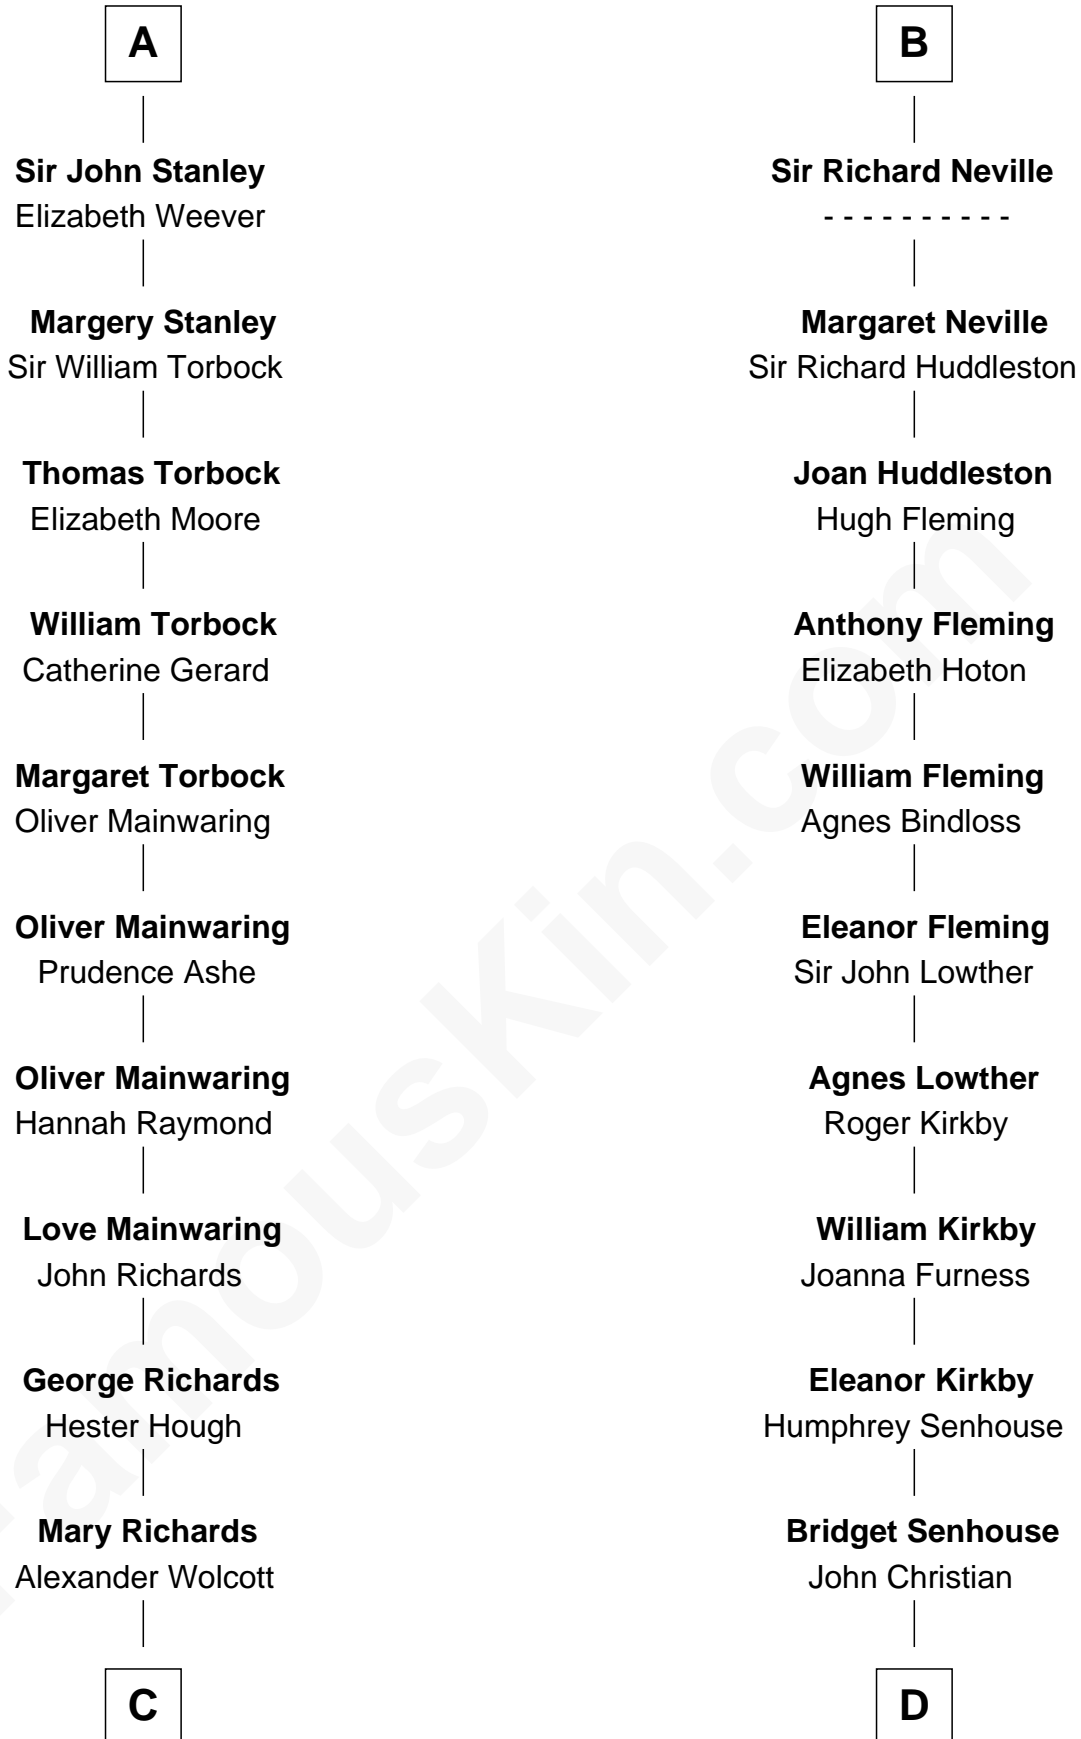 A
Sir John Stanley
Elizabeth Weever
Margery Stanley
Sir William Torbock
Thomas Torbock
Elizabeth Moore
William Torbock
Catherine Gerard
Margaret Torbock
Oliver Mainwaring
Oliver Mainwaring
Prudence Ashe
Oliver Mainwaring
Hannah Raymond
Love Mainwaring
John Richards
George Richards
Hester Hough
Mary Richards
Alexander Wolcott
C
B
Sir Richard Neville
- - - - - - - - - -
Margaret Neville
Sir Richard Huddleston
Joan Huddleston
Hugh Fleming
Anthony Fleming
Elizabeth Hoton
William Fleming
Agnes Bindloss
Eleanor Fleming
Sir John Lowther
Agnes Lowther
Roger Kirkby
William Kirkby
Joanna Furness
Eleanor Kirkby
Humphrey Senhouse
Bridget Senhouse
John Christian
D
FamousKin.com